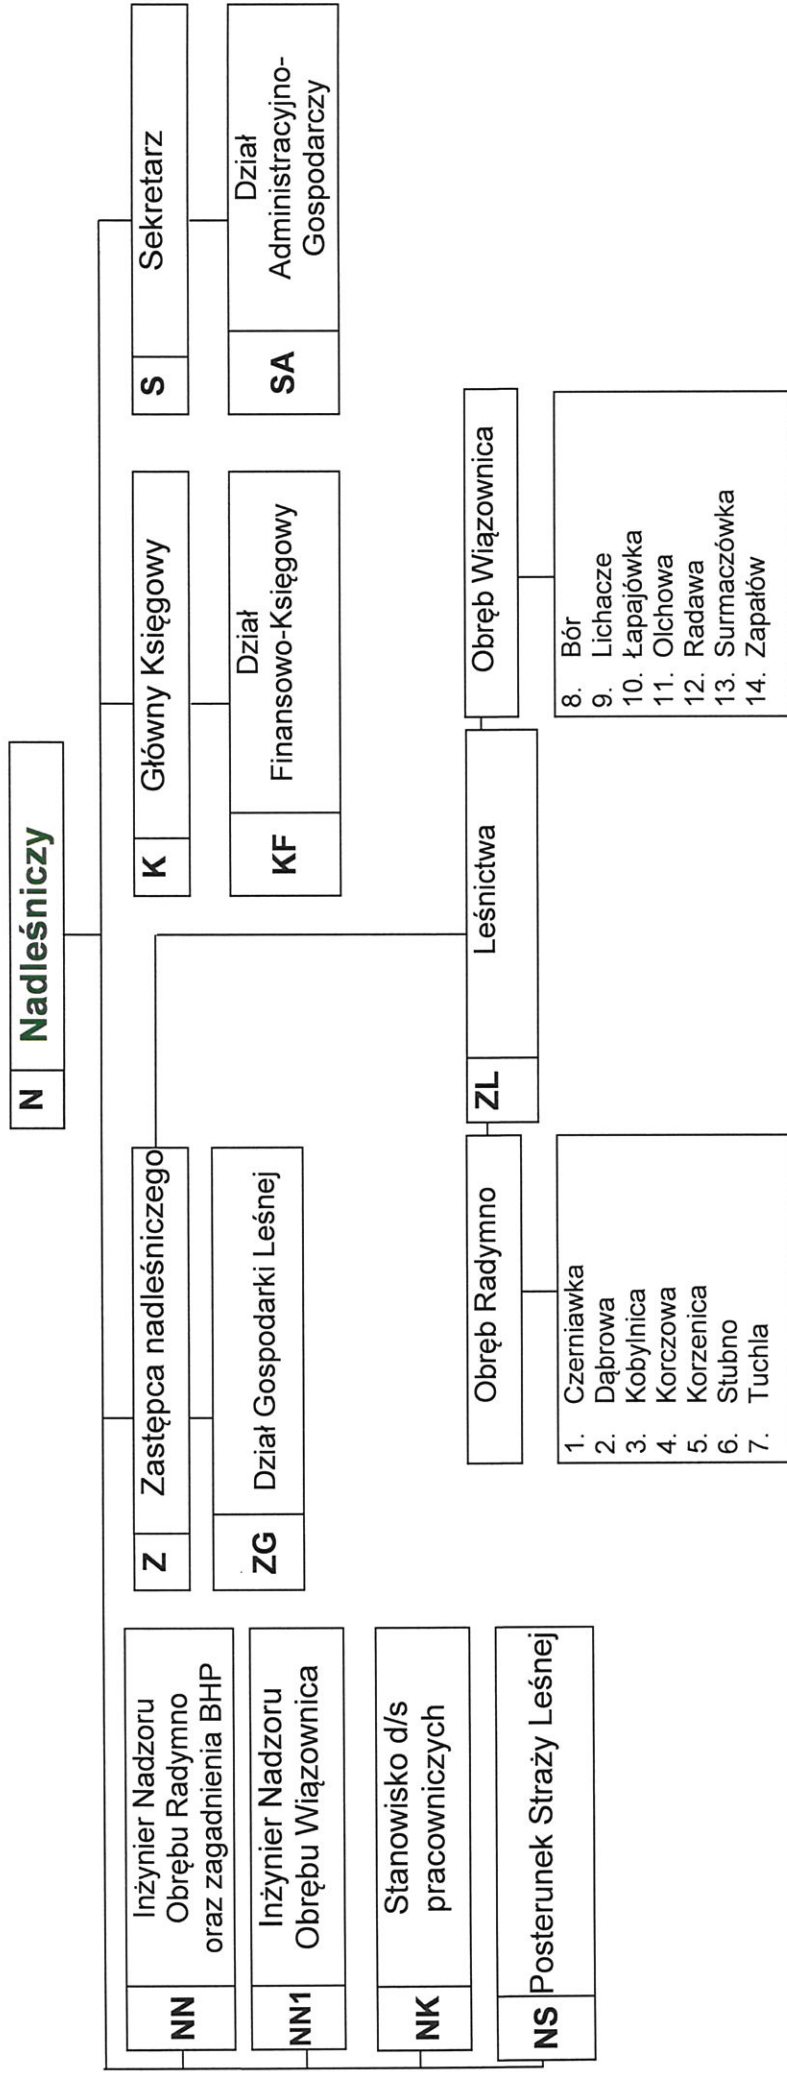 N Nadleśniczy
NN Inżynier Nadzoru
Obrębu Radymno
oraz zagadnienia BHP
NN1 Inżynier Nadzoru
Obrębu Wiązownica
NK Stanowisko d/s
pracowniczych
NS Posterunek Straży Leśnej
Z Zastępca nadleśniczego
ZG Dział Gospodarki Leśnej
K Główny Księgowy
KF Dział
Finansowo-Księgowy
S Sekretarz
SA Dział
Administracyjno-
Gospodarczy
Obręb Radymno
ZL Leśnictwa
Obręb Wiązownica
1. Czerniawka
2. Dąbrowa
3. Kobylnica
4. Korczowa
5. Korzenica
6. Stubno
7. Tuchla
8. Bór
9. Lichacze
10. Łapajówka
11. Olchowa
12. Radawa
13. Surmaczówka
14. Zapałów